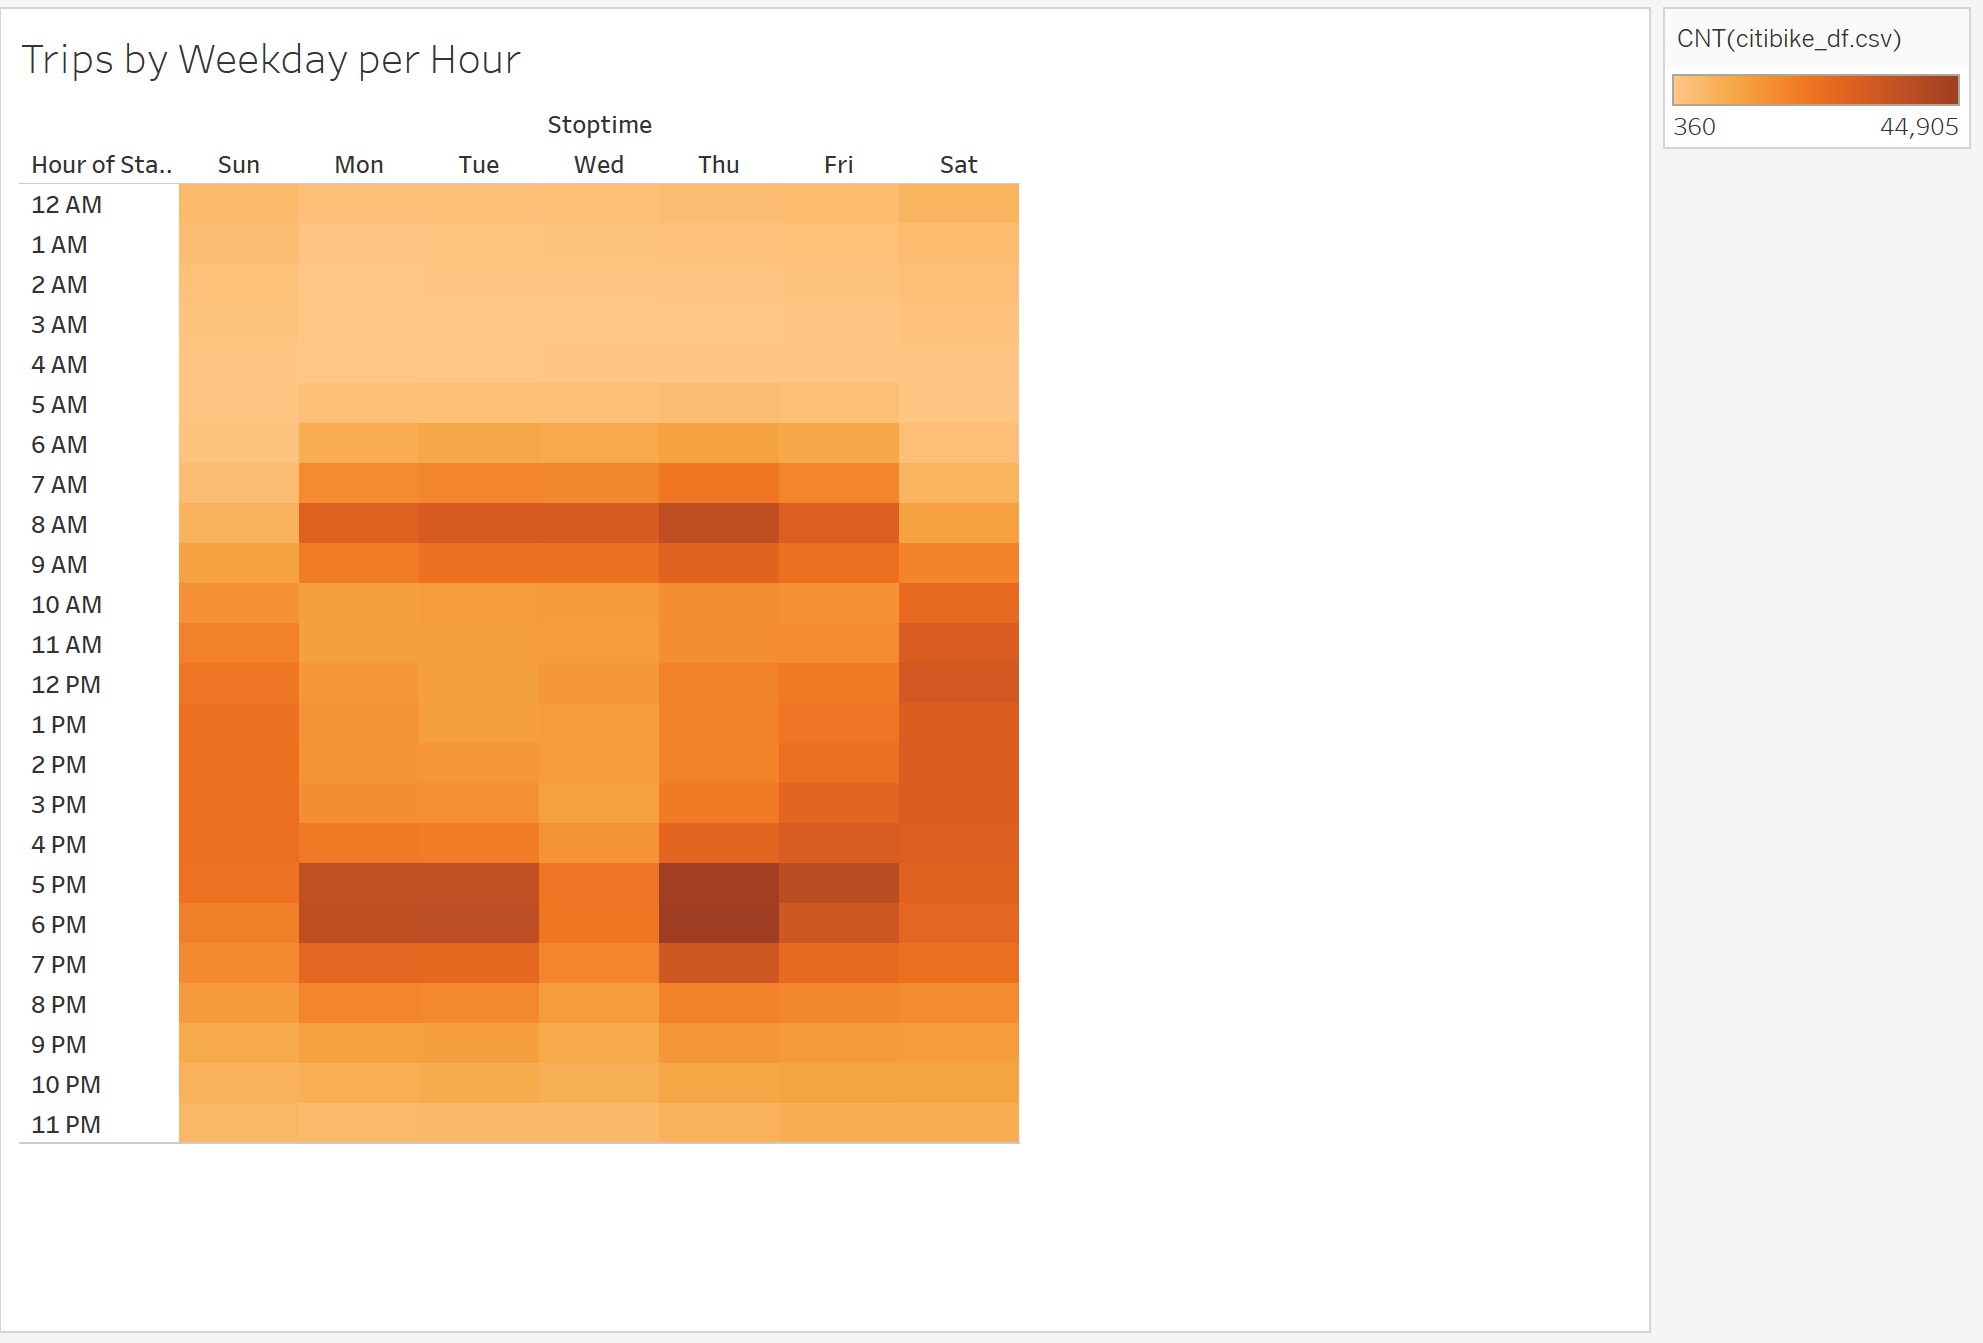 Trips by Weekday per Hour
Stoptime
Hour of Sta.. Sun Mon Tue Wed Thu Fri Sat
12 AM
1 AM
2 AM
3 AM
4 AM
5 AM
6 AM
7 AM
8 AM
9 AM
10 AM
11 AM
12 PM
1 PM
2 PM
3 PM
4 PM
5 PM
6 PM
7 PM
8 PM
9 PM
10 PM
11 PM
CNT(citibike_df.csv)
360 44,905